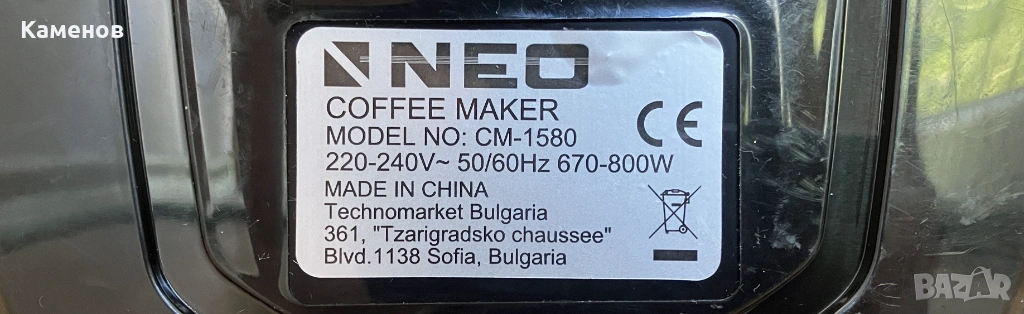 Каменов
NEO
COFFEE MAKER
MODEL NO: CM-1580
220-240V~ 50/60Hz 670-800W
CE
MADE IN CHINA
Technomarket Bulgaria
361, "Tzarigradsko chaussee"
Blvd.1138 Sofia, Bulgaria
BAZAR